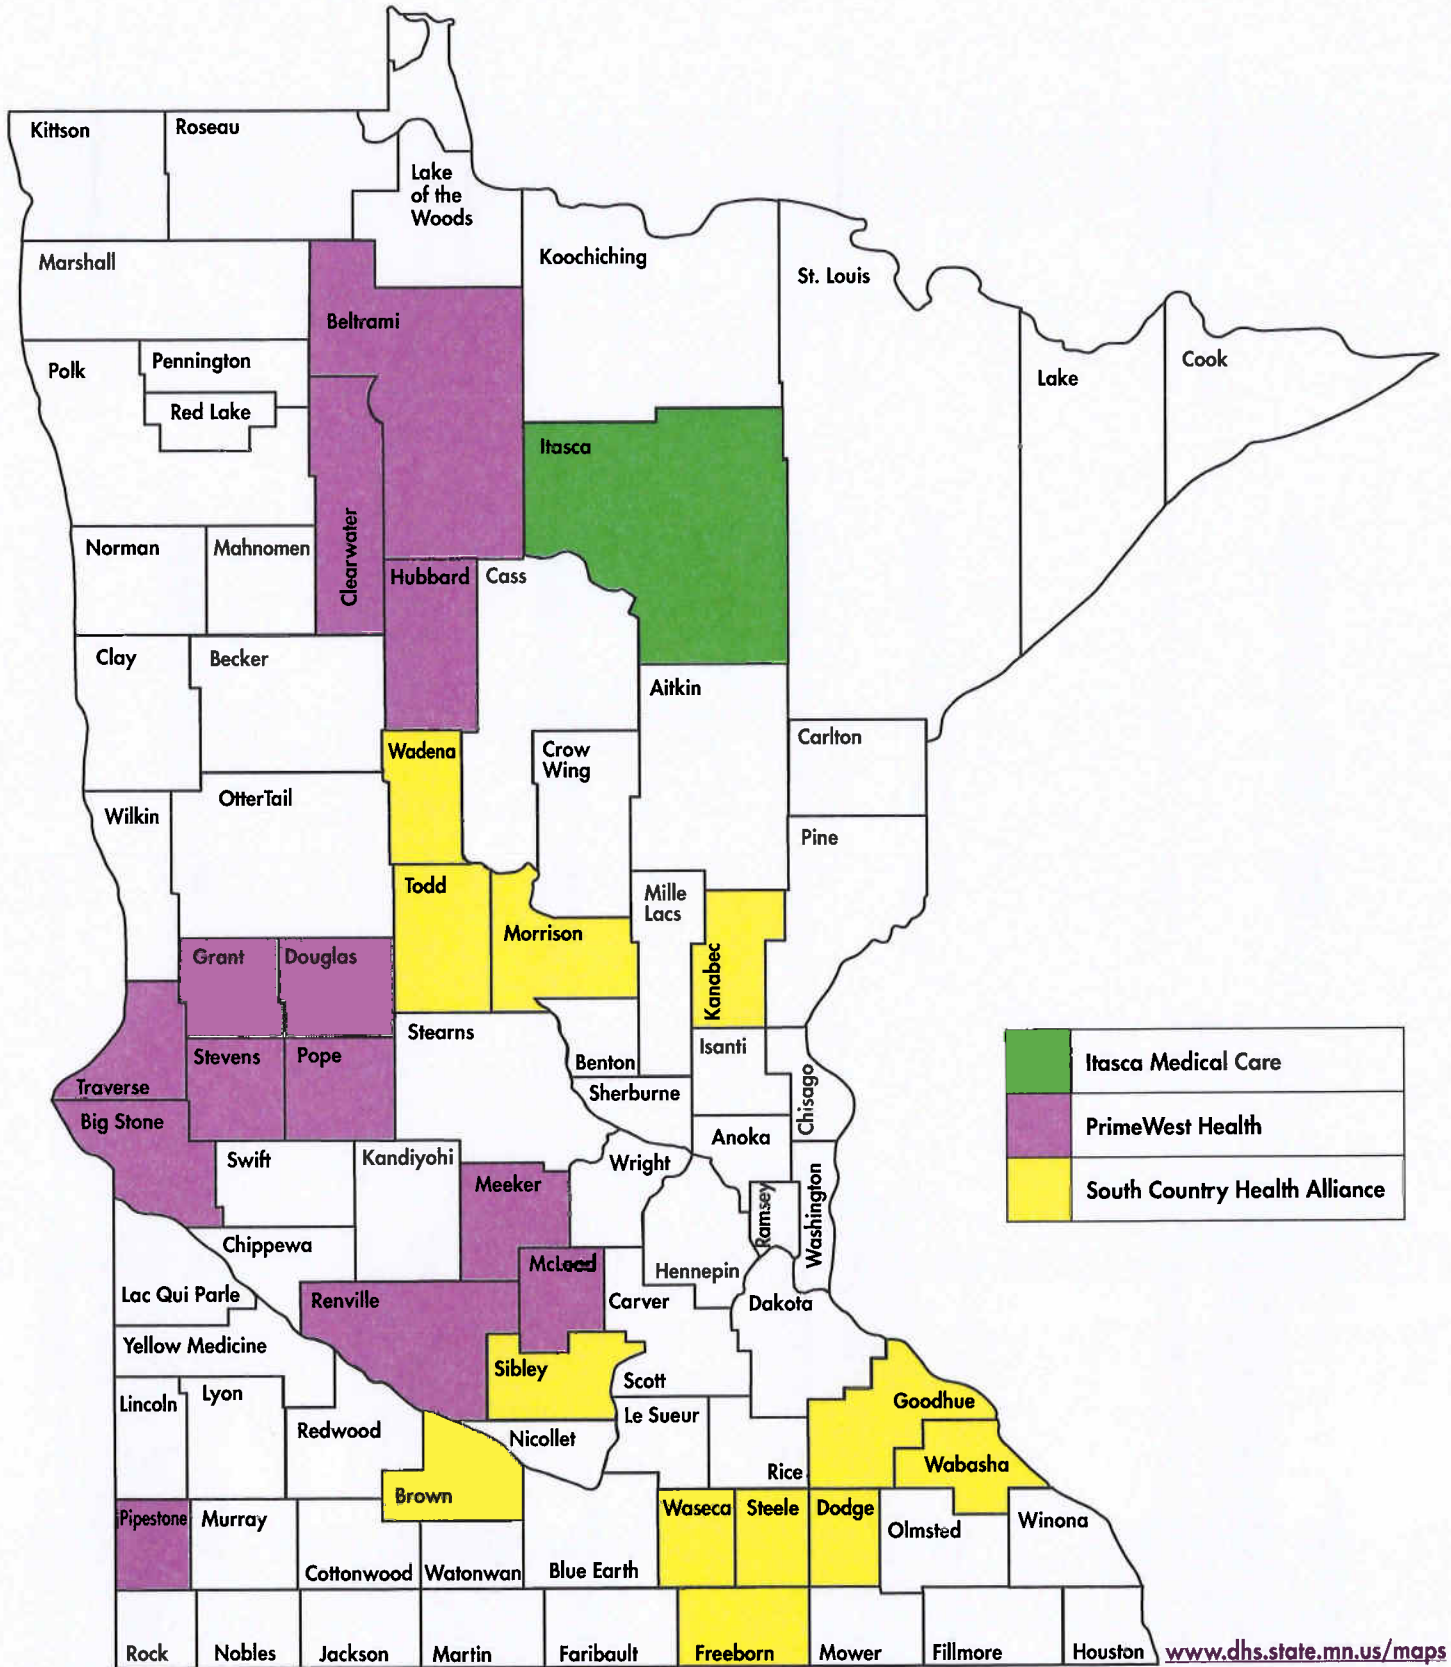 Kittson
Roseau
Lake
of the
Woods
Marshall
Koochiching
St. Louis
Beltrami
Polk
Pennington
Red Lake
Lake
Cook
Itasca
Clearwater
Norman
Mahnomen
Hubbard
Cass
Clay
Becker
Aitkin
Wadena
Crow
Wing
Carlton
Wilkin
OtterTail
Pine
Todd
Mille
Lacs
Morrison
Kanabec
Grant
Douglas
Stearns
Stevens
Pope
Benton
Isanti
Traverse
Sherburne
Chisago
Big Stone
Anoka
Swift
Kandiyohi
Wright
Meeker
Ramsey
Washington
Chippewa
McLeod
Hennepin
Lac Qui Parle
Renville
Carver
Dakota
Yellow Medicine
Sibley
Scott
Lincoln
Lyon
Goodhue
Redwood
Le Sueur
Nicollet
Rice
Wabasha
Brown
Pipestone
Murray
Waseca
Steele
Dodge
Olmsted
Winona
Cottonwood
Watonwan
Blue Earth
Rock
Nobles
Jackson
Martin
Faribault
Freeborn
Mower
Fillmore
Houston
Itasca Medical Care
PrimeWest Health
South Country Health Alliance
www.dhs.state.mn.us/maps